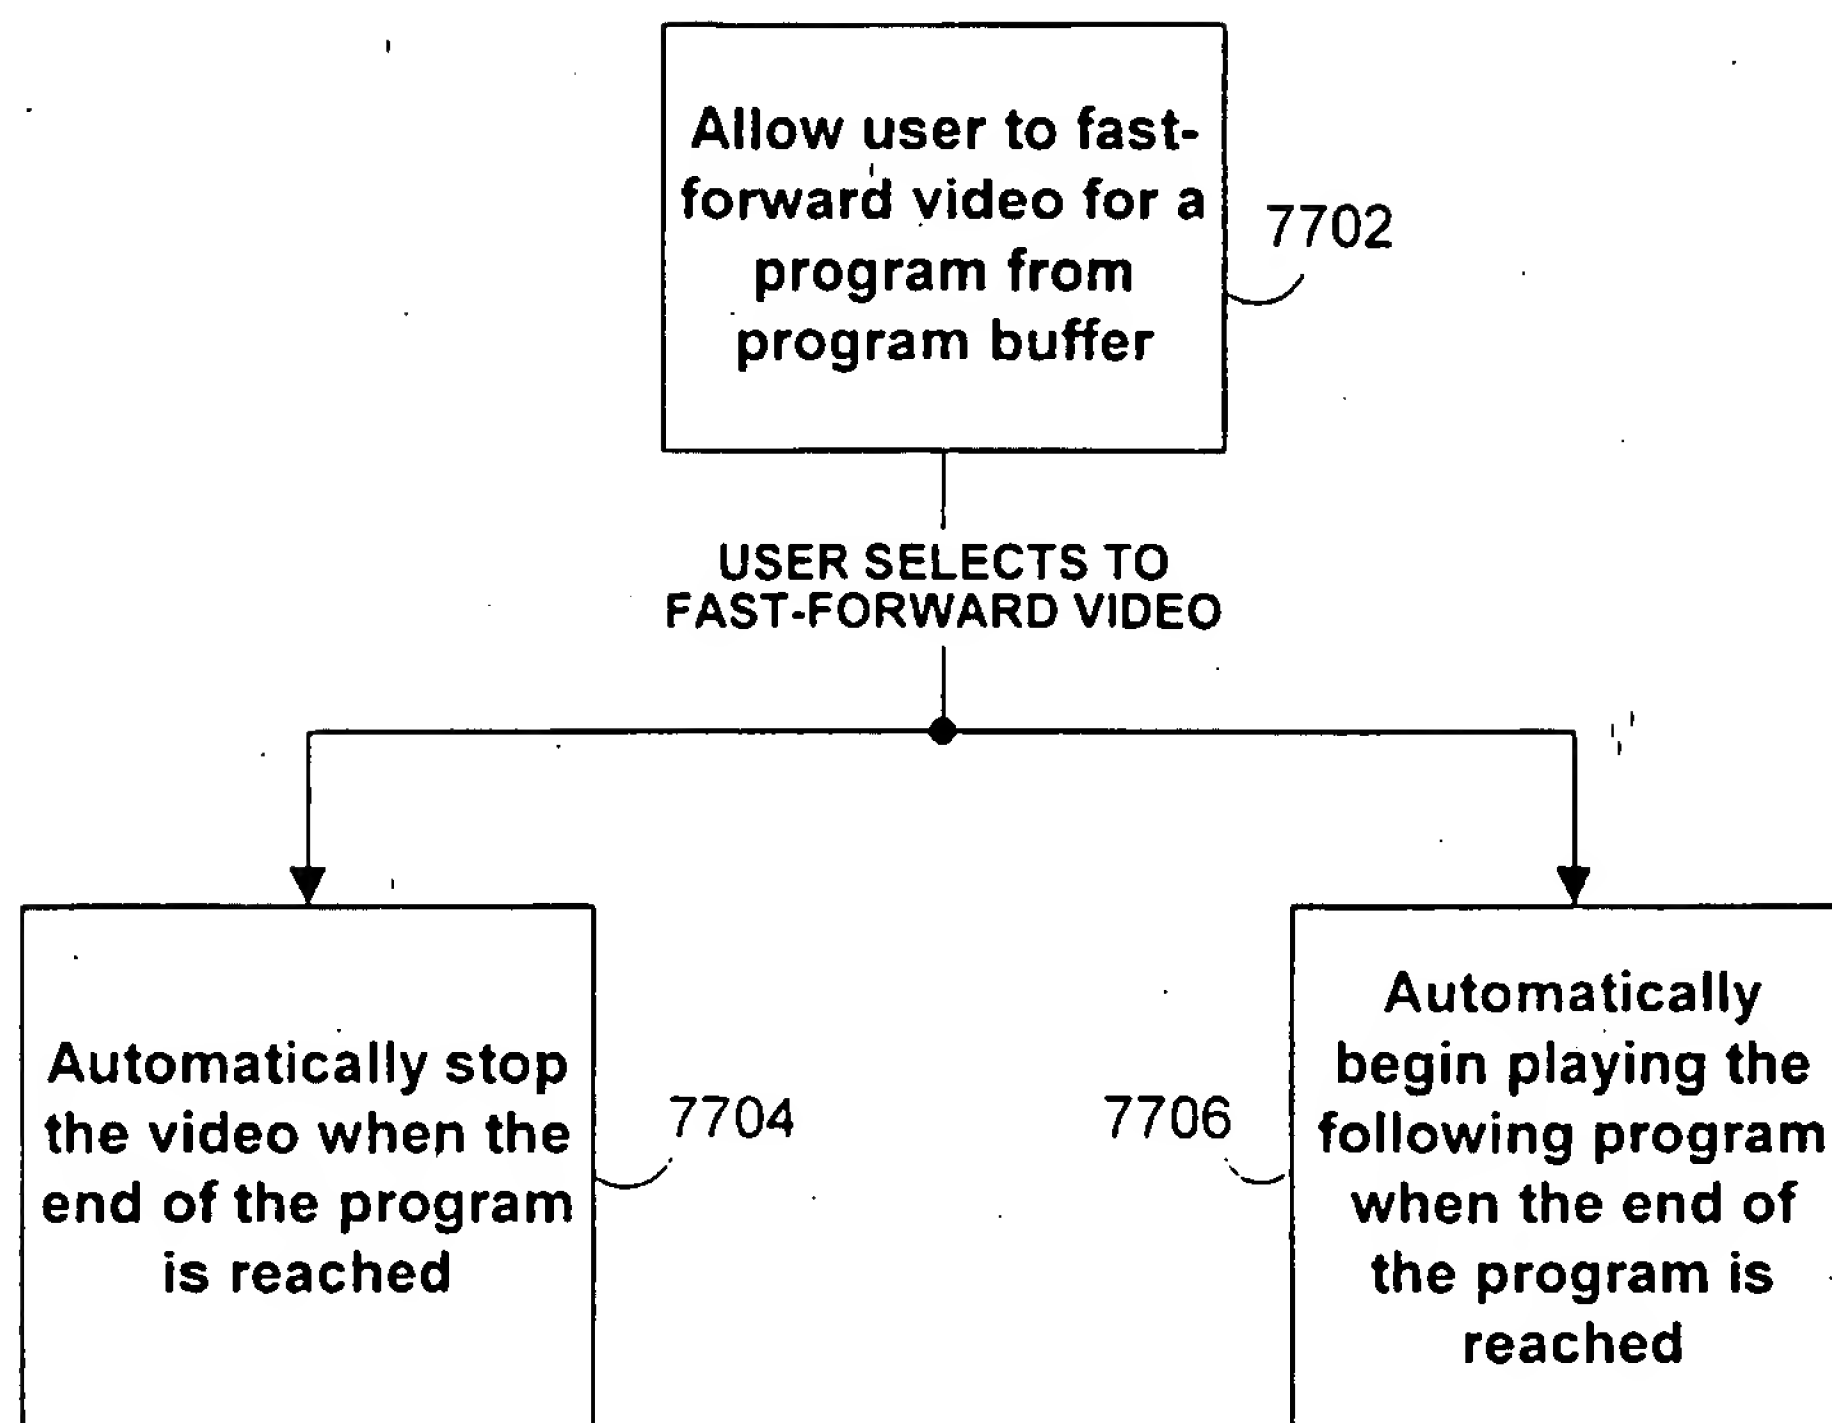 Allow user to fast-
forward video for a
program from
program buffer
7702
USER SELECTS TO
FAST-FORWARD VIDEO
Automatically stop
the video when the
end of the program
is reached
7704
7706
Automatically
begin playing the
following program
when the end of
the program is
reached